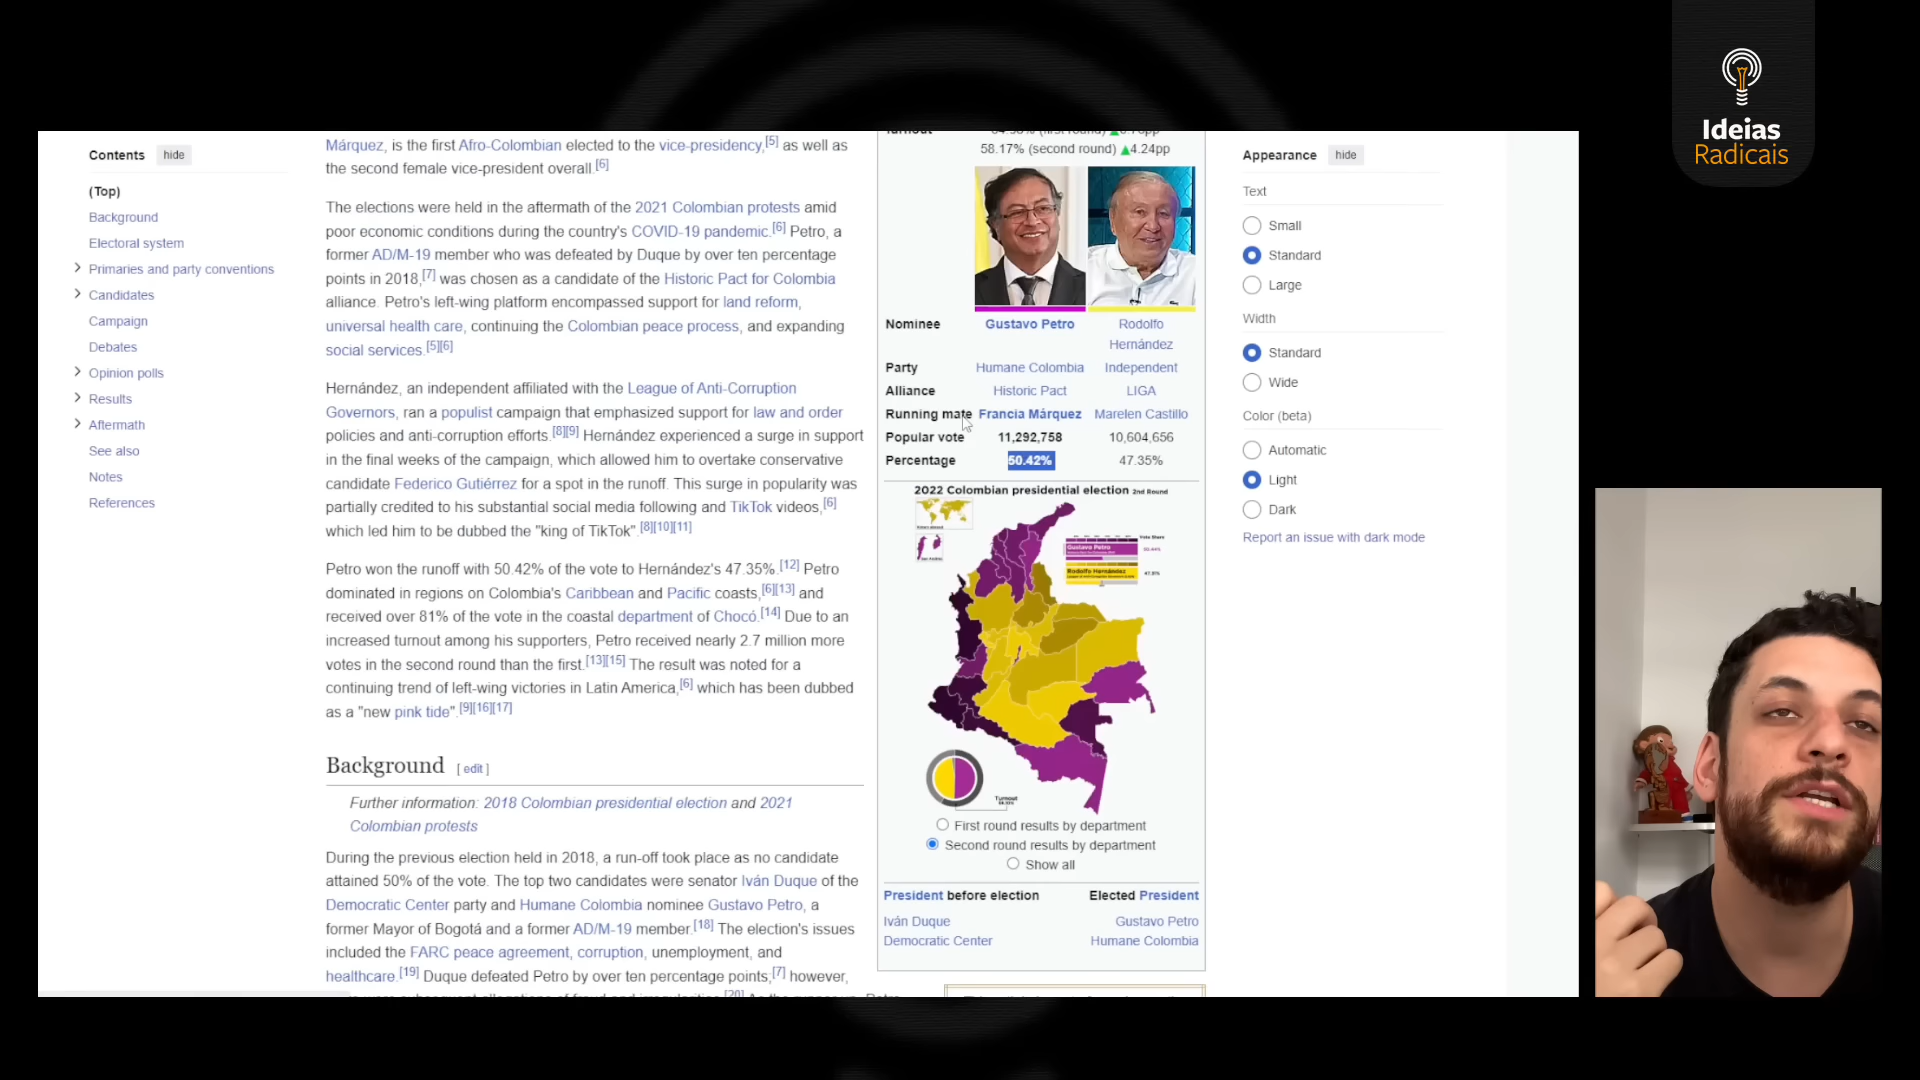 Ideias
Radicais
Contents hide
(Top)
Background
Electoral system
Primaries and party conventions
Candidates
Campaign
Debates
Opinion polls
Results
Aftermath
See also
Notes
References
Márquez, is the first Afro-Colombian elected to the vice-presidency,[5] as well as
the second female vice-president overall.[6]
The elections were held in the aftermath of the 2021 Colombian protests amid
poor economic conditions during the country's COVID-19 pandemic.[6] Petro, a
former AD/M-19 member who was defeated by Duque by over ten percentage
points in 2018,[7] was chosen as a candidate of the Historic Pact for Colombia
alliance. Petro's left-wing platform encompassed support for land reform,
universal health care, continuing the Colombian peace process, and expanding
social services.[5][6]
Hernández, an independent affiliated with the League of Anti-Corruption
Governors, ran a populist campaign that emphasized support for law and order
policies and anti-corruption efforts.[8][9] Hernández experienced a surge in support
in the final weeks of the campaign, which allowed him to overtake conservative
candidate Federico Gutiérrez for a spot in the runoff. This surge in popularity was
partially credited to his substantial social media following and TikTok videos,[6]
which led him to be dubbed the "king of TikTok".[8][10][11]
Petro won the runoff with 50.42% of the vote to Hernández's 47.35%.[12] Petro
dominated in regions on Colombia's Caribbean and Pacific coasts,[6][13] and
received over 81% of the vote in the coastal department of Chocó.[14] Due to an
increased turnout among his supporters, Petro received nearly 2.7 million more
votes in the second round than the first.[13][15] The result was noted for a
continuing trend of left-wing victories in Latin America,[6] which has been dubbed
as a "new pink tide".[9][16][17]
Background [ edit ]
Further information: 2018 Colombian presidential election and 2021
Colombian protests
During the previous election held in 2018, a run-off took place as no candidate
attained 50% of the vote. The top two candidates were senator Iván Duque of the
Democratic Center party and Humane Colombia nominee Gustavo Petro, a
former Mayor of Bogotá and a former AD/M-19 member.[18] The election's issues
included the FARC peace agreement, corruption, unemployment, and
healthcare.[19] Duque defeated Petro by over ten percentage points,[7] however,
58.17% (second round) ▲4.24pp
Nominee Gustavo Petro Rodolfo
Hernández
Party Humane Colombia Independent
Alliance Historic Pact LIGA
Running mate Francia Márquez Marelen Castillo
Popular vote 11,292,758 10,604,656
Percentage 50.42% 47.35%
2022 Colombian presidential election 2nd Round
Vote Share
Gustavo Petro
Rodolfo Hernández
Turnout
First round results by department
Second round results by department
Show all
President before election Elected President
Iván Duque Gustavo Petro
Democratic Center Humane Colombia
Appearance hide
Text
Small
Standard
Large
Width
Standard
Wide
Color (beta)
Automatic
Light
Dark
Report an issue with dark mode